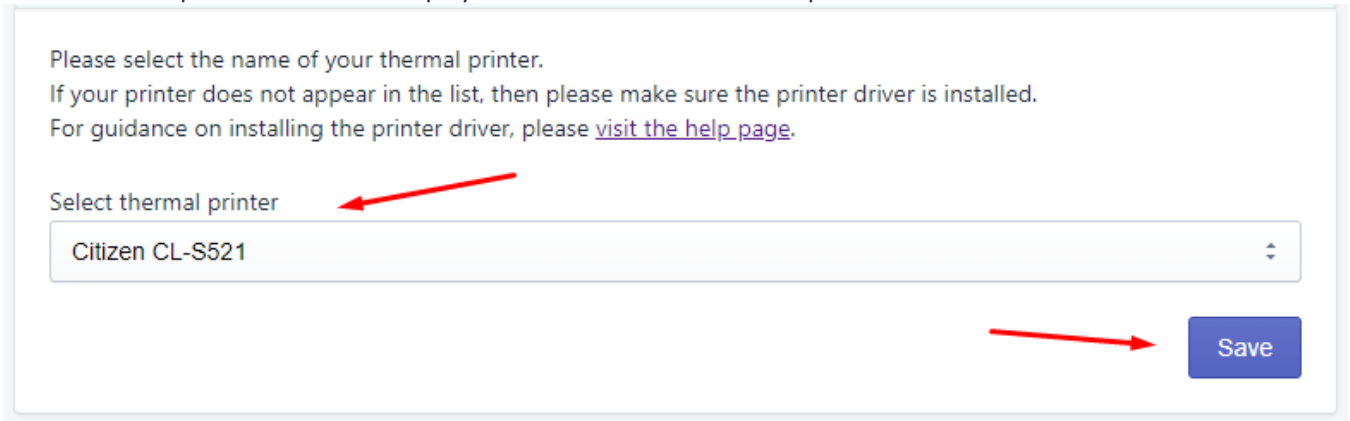 Please select the name of your thermal printer.
If your printer does not appear in the list, then please make sure the printer driver is installed.
For guidance on installing the printer driver, please visit the help page.
Select thermal printer
Citizen CL-S521
Save